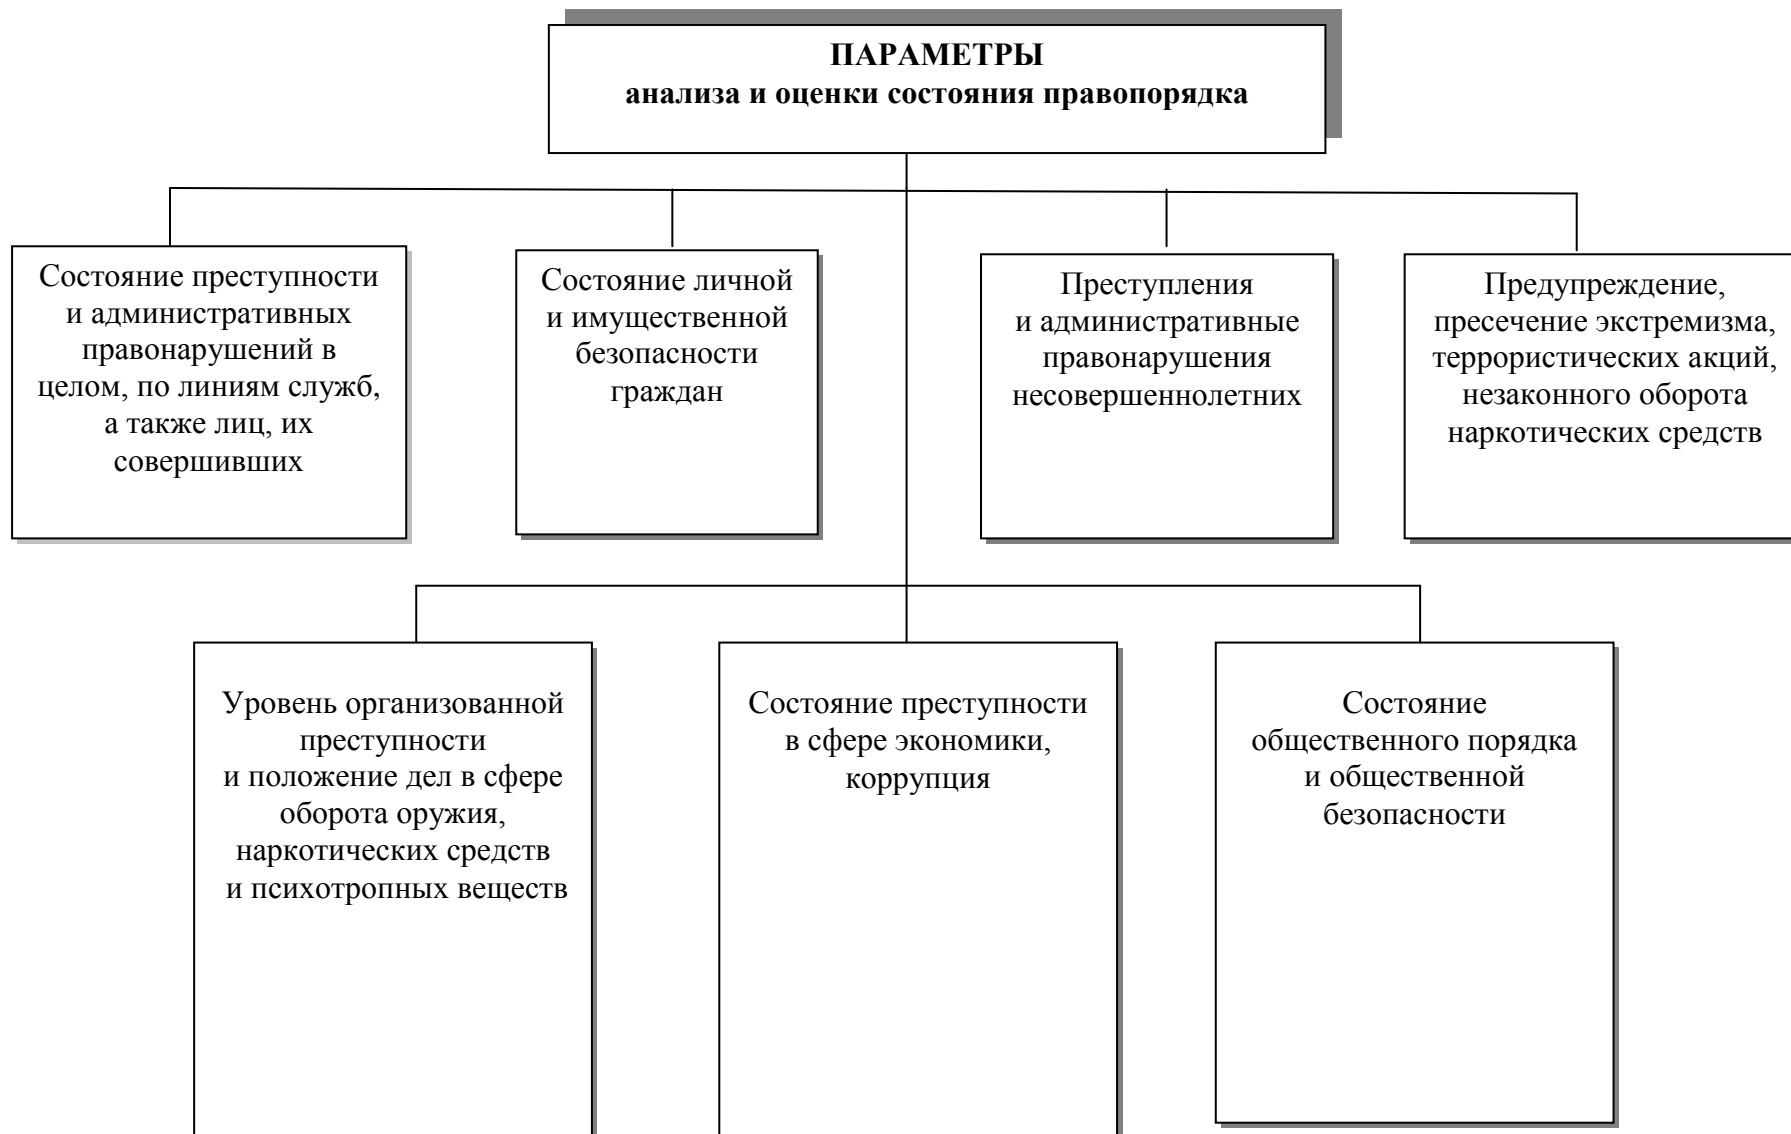 ПАРАМЕТРЫ
анализа и оценки состояния правопорядка
Состояние преступности
и административных
правонарушений в
целом, по линиям служб,
а также лиц, их
совершивших
Состояние личной
и имущественной
безопасности
граждан
Преступления
и административные
правонарушения
несовершеннолетних
Предупреждение,
пресечение экстремизма,
террористических акций,
незаконного оборота
наркотических средств
Уровень организованной
преступности
и положение дел в сфере
оборота оружия,
наркотических средств
и психотропных веществ
Состояние преступности
в сфере экономики,
коррупция
Состояние
общественного порядка
и общественной
безопасности